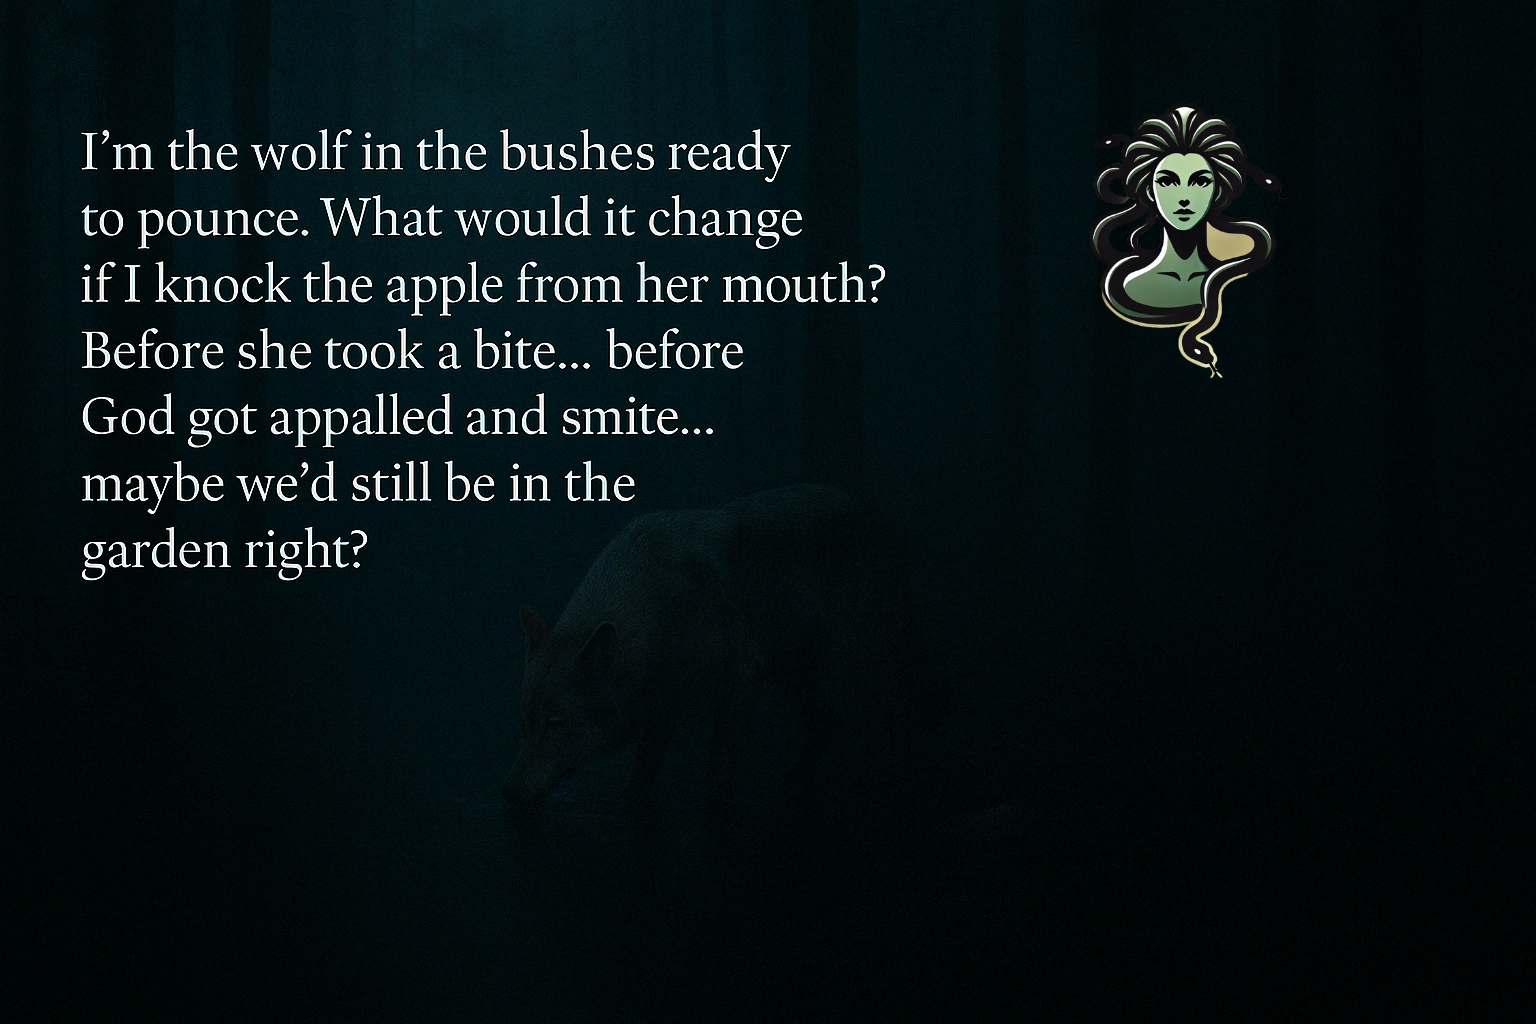 I’m the wolf in the bushes ready
to pounce. What would it change
if I knock the apple from her mouth?
Before she took a bite... before
God got appalled and smite...
maybe we’d still be in the
garden right?